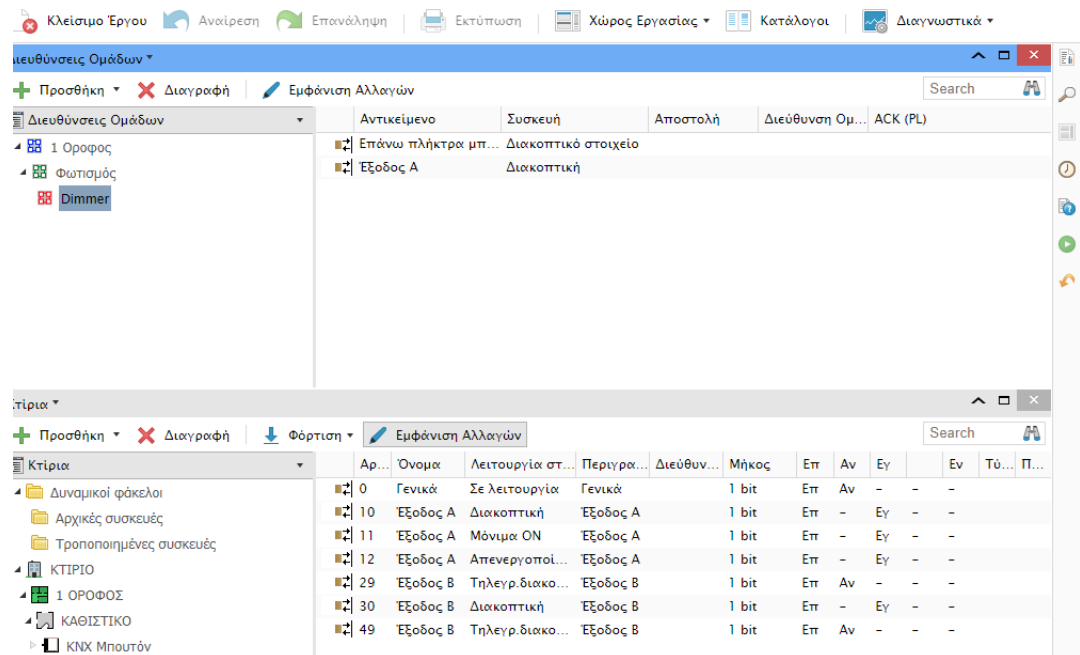 Κλείσιμο Έργου Αναίρεση Επανάληψη Εκτύπωση Χώρος Εργασίας Κατάλογοι Διαγνωστικά
ιευθύνσεις Ομάδων
Προσθήκη Διαγραφή Εμφάνιση Αλλαγών Search
Διευθύνσεις Ομάδων Αντικείμενο Συσκευή Αποστολή Διεύθυνση Ομ... ACK (PL)
1 Οροφος Επάνω πλήκτρα μπ... Διακοπτικό στοιχείο
Φωτισμός Έξοδος Α Διακοπτική
Dimmer
τίρια
Προσθήκη Διαγραφή Φόρτιση Εμφάνιση Αλλαγών Search
Κτίρια Αρ... Όνομα Λειτουργία στ... Περιγρα... Διεύθυν... Μήκος Επ Αν Εγ Εν Τύ... Π...
Δυναμικοί φάκελοι 0 Γενικά Σε λειτουργία Γενικά 1 bit Επ Αν - - -
Αρχικές συσκευές 10 Έξοδος Α Διακοπτική Έξοδος Α 1 bit Επ - Εγ - -
Τροποποιημένες συσκευές 11 Έξοδος Α Μόνιμα ON Έξοδος Α 1 bit Επ - Εγ - -
ΚΤΙΡΙΟ 12 Έξοδος Α Απενεργοποί... Έξοδος Α 1 bit Επ - Εγ - -
1 ΟΡΟΦΟΣ 29 Έξοδος Β Τηλεγρ.διακο... Έξοδος Β 1 bit Επ Αν - - -
ΚΑΘΙΣΤΙΚΟ 30 Έξοδος Β Διακοπτική Έξοδος Β 1 bit Επ - Εγ - -
KNX Μπουτόν 49 Έξοδος Β Τηλεγρ.διακο... Έξοδος Β 1 bit Επ Αν - - -